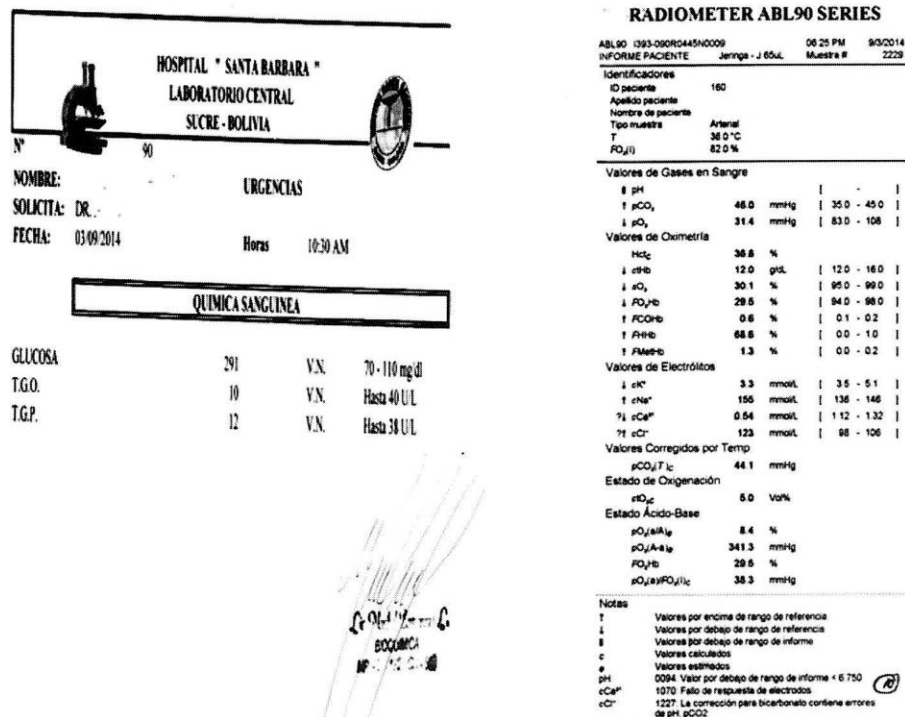 HOSPITAL " SANTA BARBARA "
LABORATORIO CENTRAL
SUCRE - BOLIVIA
Nº 90
NOMBRE:
URGENCIAS
SOLICITA: DR.
FECHA: 03/09/2014
Horas 10:30 AM
QUIMICA SANGUINEA
GLUCOSA 291 V.N. 70 - 110 mg/dl
T.G.O. 10 V.N. Hasta 40 U/L
T.G.P. 12 V.N. Hasta 38 U/L
BIOQUIMICA
RADIOMETER ABL90 SERIES
ABL90 I393-090R0445N0009 06:25 PM 9/3/2014
INFORME PACIENTE Jeringa - J 65uL Muestra # 2229
Identificadores
ID paciente 160
Apellido paciente
Nombre de paciente
Tipo muestra Arterial
T 36.0 °C
FO₂(I) 82.0 %
Valores de Gases en Sangre
pH [ - ]
↑ pCO₂ 46.0 mmHg [ 35.0 - 45.0 ]
↓ pO₂ 31.4 mmHg [ 83.0 - 108 ]
Valores de Oximetría
Hctc 36.8 %
↓ ctHb 12.0 g/dL [ 12.0 - 16.0 ]
↓ sO₂ 30.1 % [ 95.0 - 99.0 ]
↓ FO₂Hb 29.5 % [ 94.0 - 98.0 ]
↑ FCOHb 0.6 % [ 0.1 - 0.2 ]
↑ FHHb 68.6 % [ 0.0 - 1.0 ]
↑ FMetHb 1.3 % [ 0.0 - 0.2 ]
Valores de Electrólitos
↓ cK⁺ 3.3 mmol/L [ 3.5 - 5.1 ]
↑ cNa⁺ 155 mmol/L [ 136 - 146 ]
?↓ cCa²⁺ 0.54 mmol/L [ 1.12 - 1.32 ]
?↑ cCl⁻ 123 mmol/L [ 98 - 106 ]
Valores Corregidos por Temp
pCO₂(T)c 44.1 mmHg
Estado de Oxigenación
ctO₂c 5.0 Vol%
Estado Ácido-Base
pO₂(a/A)e 8.4 %
pO₂(A-a)e 341.3 mmHg
FO₂Hb 29.5 %
pO₂(a)/FO₂(I)c 38.3 mmHg
Notas
↑ Valores por encima de rango de referencia
↓ Valores por debajo de rango de referencia
Valores por debajo de rango de informe
c Valores calculados
e Valores estimados
pH 0094: Valor por debajo de rango de informe < 6.750
cCa²⁺ 1070: Fallo de respuesta de electrodos
cCl⁻ 1227: La corrección para bicarbonato contiene errores
de pH, pCO2